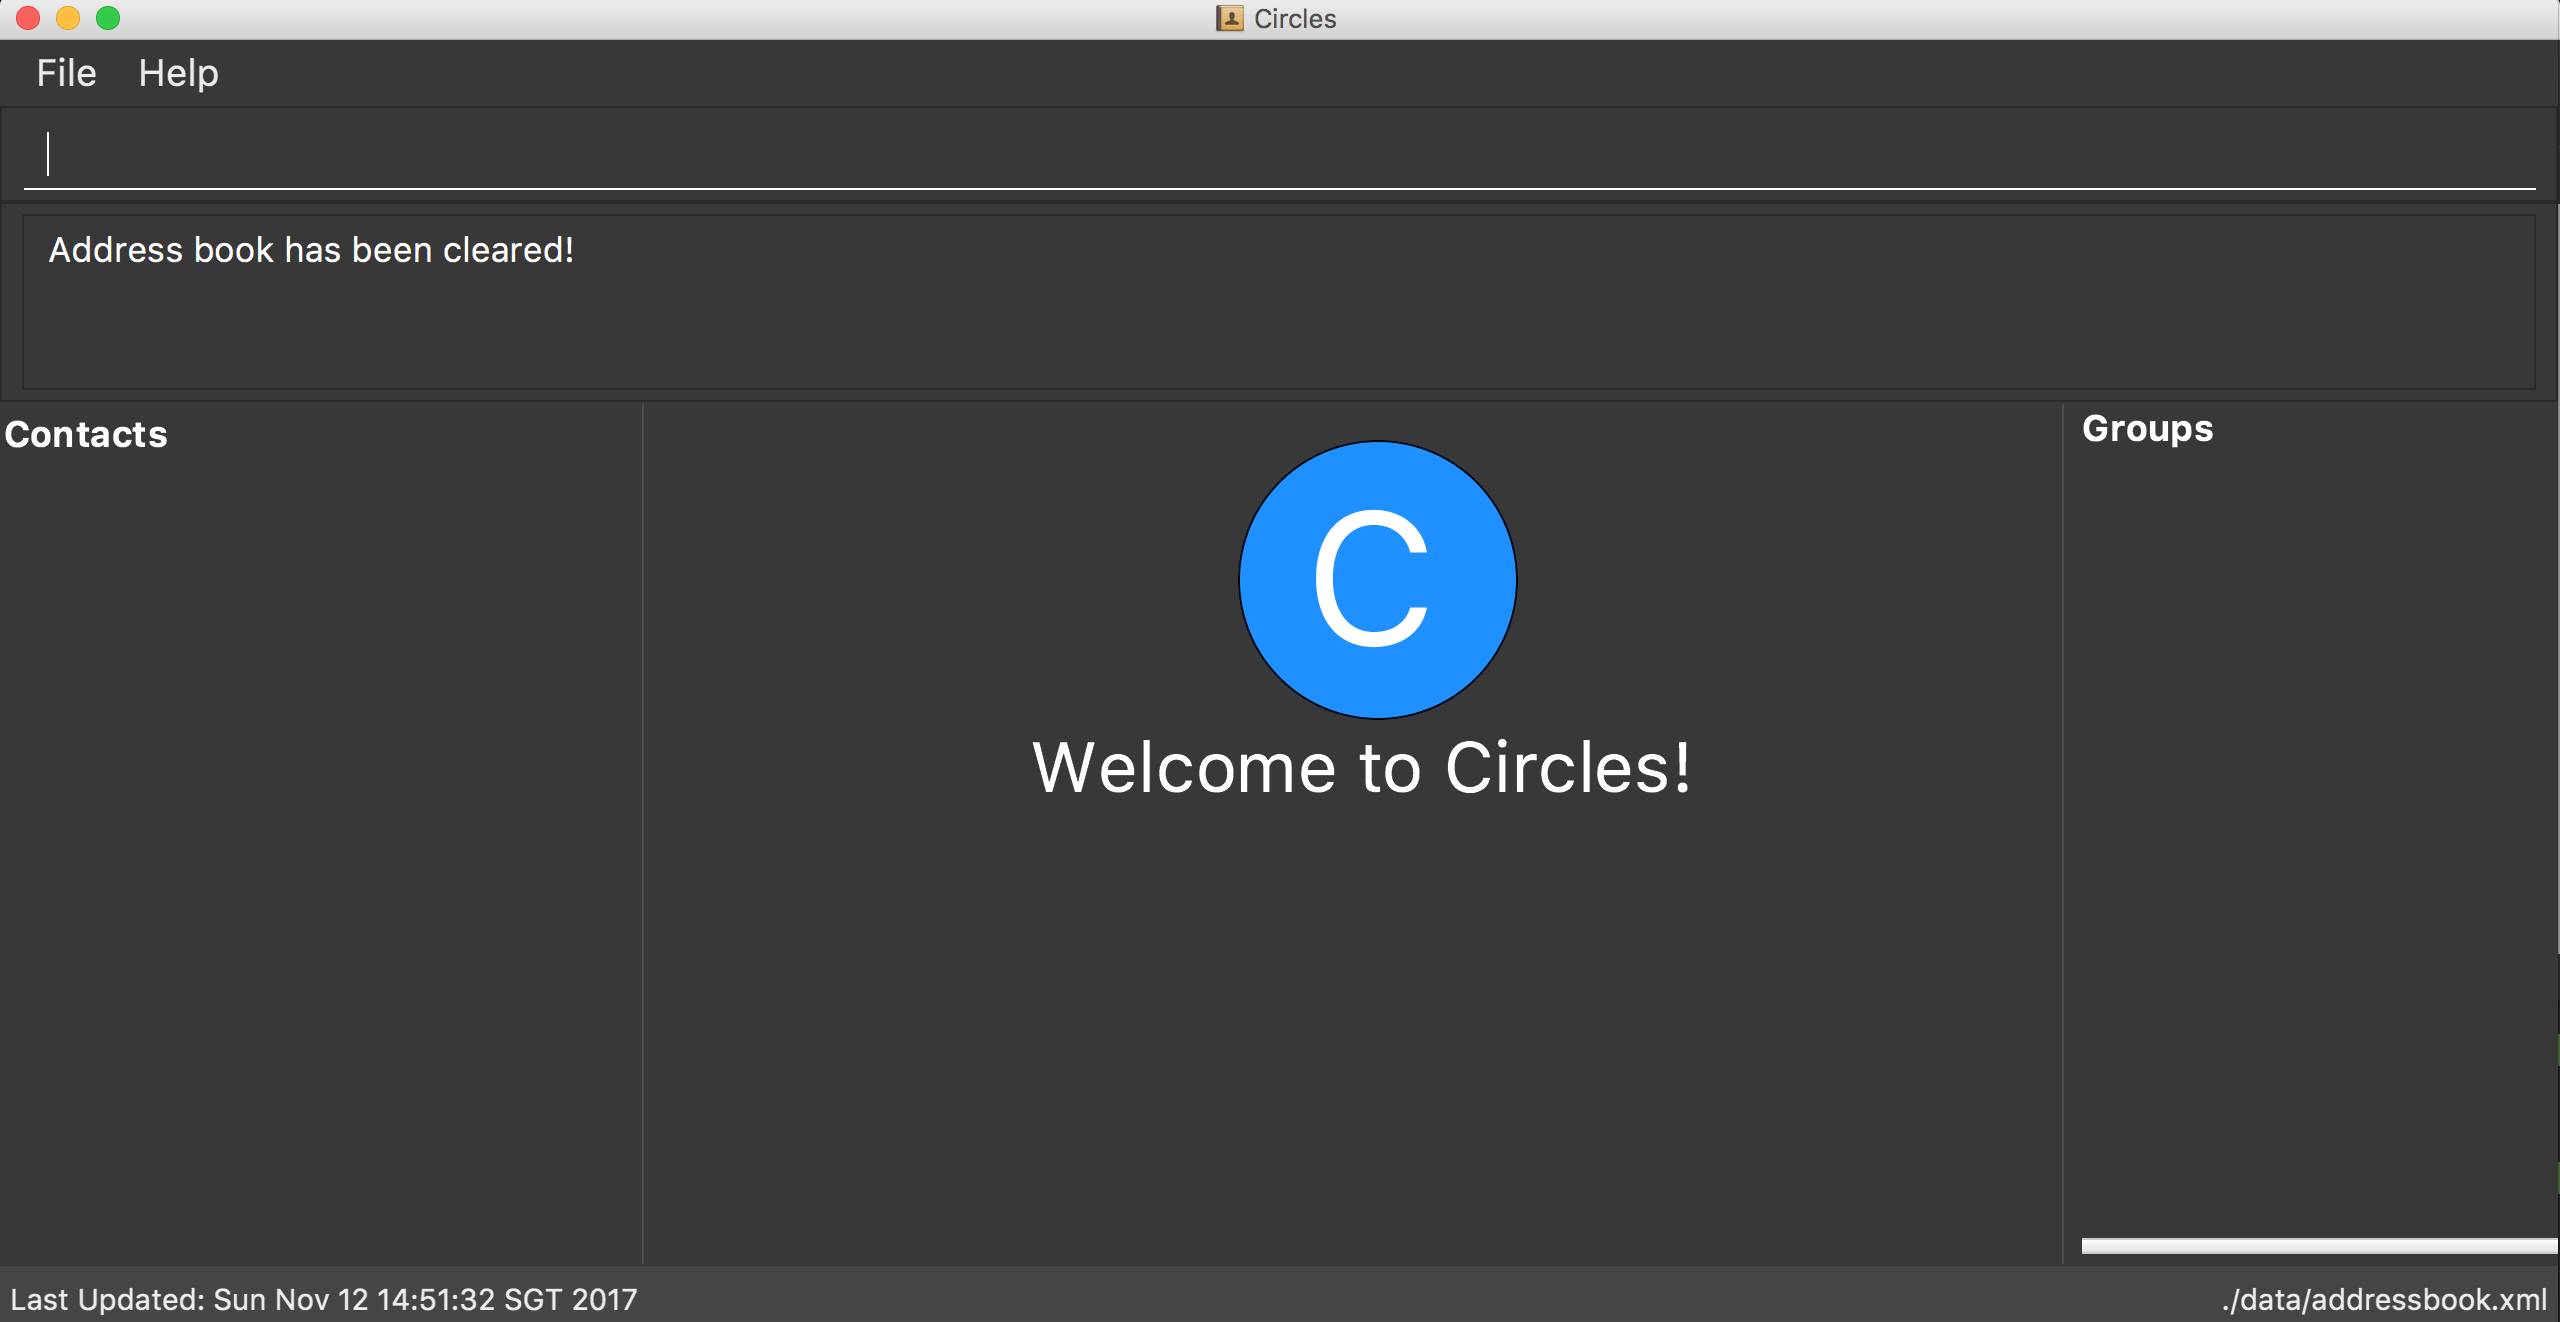 Circles
File Help
Address book has been cleared!
Contacts
C
Welcome to Circles!
Groups
Last Updated: Sun Nov 12 14:51:32 SGT 2017
./data/addressbook.xml